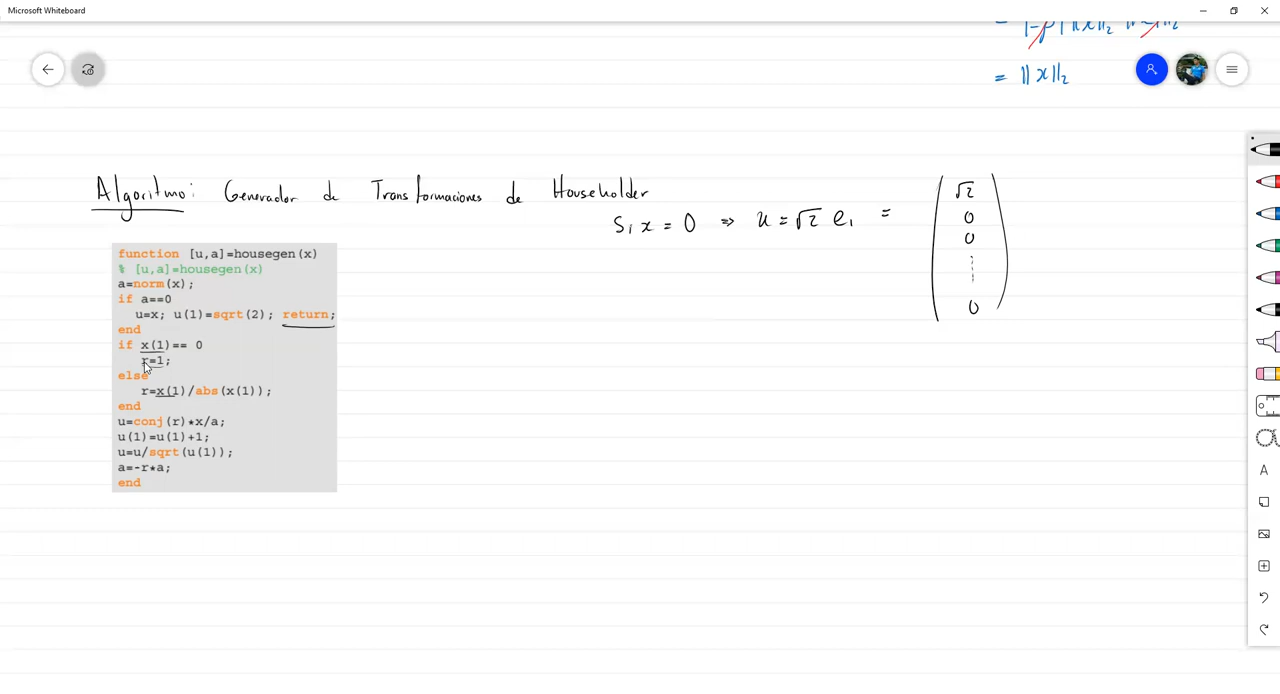 Microsoft Whiteboard
= ‖x‖₂
Algoritmo: Generador de Transformaciones de Householder
Si x = 0 ⇒ u = √2 e₁ =
√2
0
0
⋮
0
function [u,a]=housegen(x)
% [u,a]=housegen(x)
a=norm(x);
if a==0
u=x; u(1)=sqrt(2); return;
end
if x(1)== 0
r=1;
else
r=x(1)/abs(x(1));
end
u=conj(r)*x/a;
u(1)=u(1)+1;
u=u/sqrt(u(1));
a=-r*a;
end
A